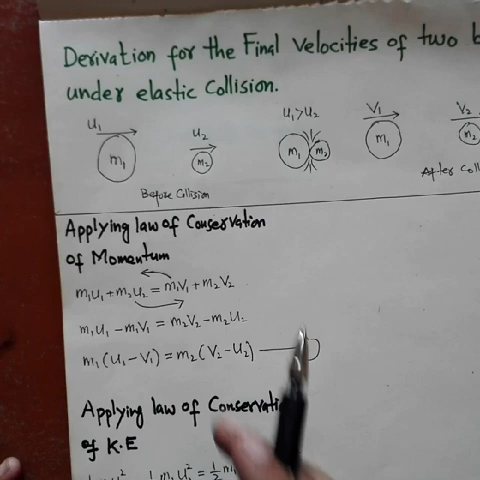 Derivation for the Final Velocities of two
under elastic Collision.
U₁ U₂ U₁>U₂ V₁ V₂
m₁ m₂ m₁ m₂ m₁ m₂
Before Collision After
Applying law of Conservation
of Momentum
m₁U₁ + m₂U₂ = m₁V₁ + m₂V₂
m₁U₁ - m₁V₁ = m₂V₂ - m₂U₂
m₁(U₁ - V₁) = m₂(V₂ - U₂)
Applying law of
of K.E